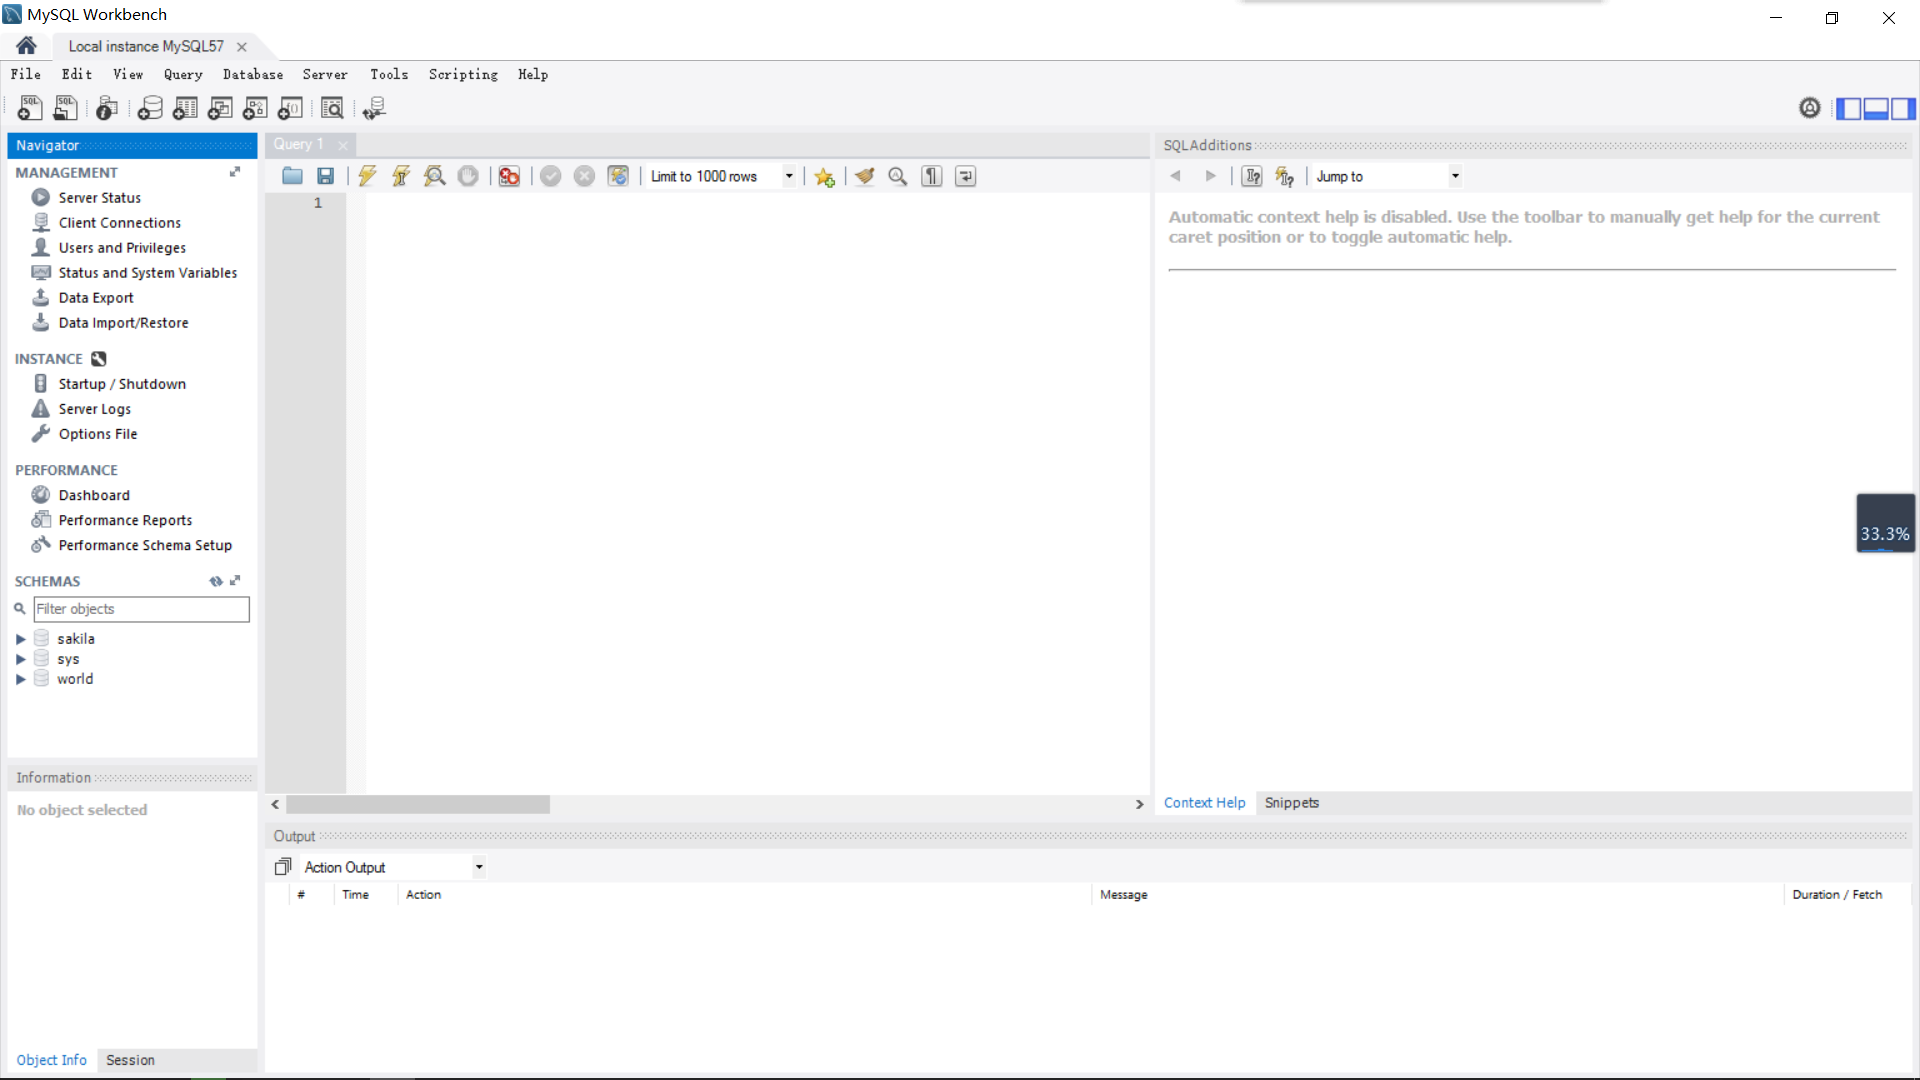 MySQL Workbench
Local instance MySQL57
File Edit View Query Database Server Tools Scripting Help
Navigator
MANAGEMENT
Server Status
Client Connections
Users and Privileges
Status and System Variables
Data Export
Data Import/Restore
INSTANCE
Startup / Shutdown
Server Logs
Options File
PERFORMANCE
Dashboard
Performance Reports
Performance Schema Setup
SCHEMAS
Filter objects
sakila
sys
world
Information
No object selected
Object Info Session
Query 1
Limit to 1000 rows
1
SQLAdditions
Jump to
Automatic context help is disabled. Use the toolbar to manually get help for the current
caret position or to toggle automatic help.
33.3%
Context Help Snippets
Output
Action Output
# Time Action Message Duration / Fetch